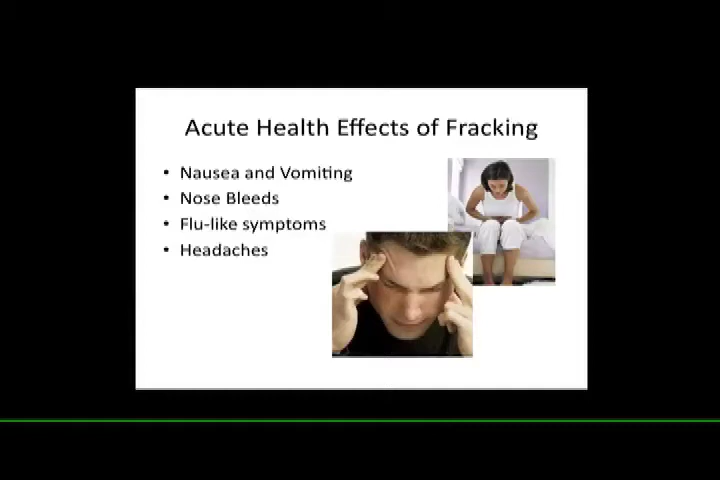 Acute Health Effects of Fracking
• Nausea and Vomiting
• Nose Bleeds
• Flu-like symptoms
• Headaches